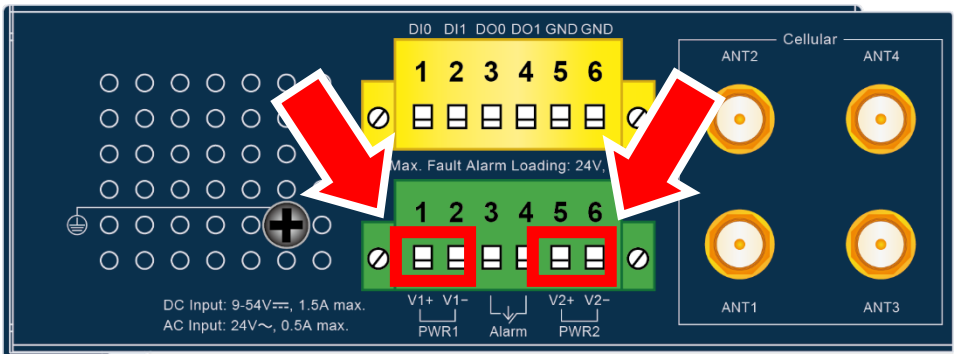 DI0 DI1 DO0 DO1 GND GND
1 2 3 4 5 6
Max. Fault Alarm Loading: 24V,
1 2 3 4 5 6
V1+ V1− V2+ V2−
PWR1 Alarm PWR2
DC Input: 9-54V⎓, 1.5A max.
AC Input: 24V~, 0.5A max.
Cellular
ANT2 ANT4
ANT1 ANT3